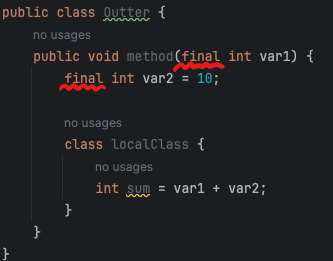 public class Outter {
no usages
public void method(final int var1) {
final int var2 = 10;
no usages
class localClass {
no usages
int sum = var1 + var2;
}
}
}